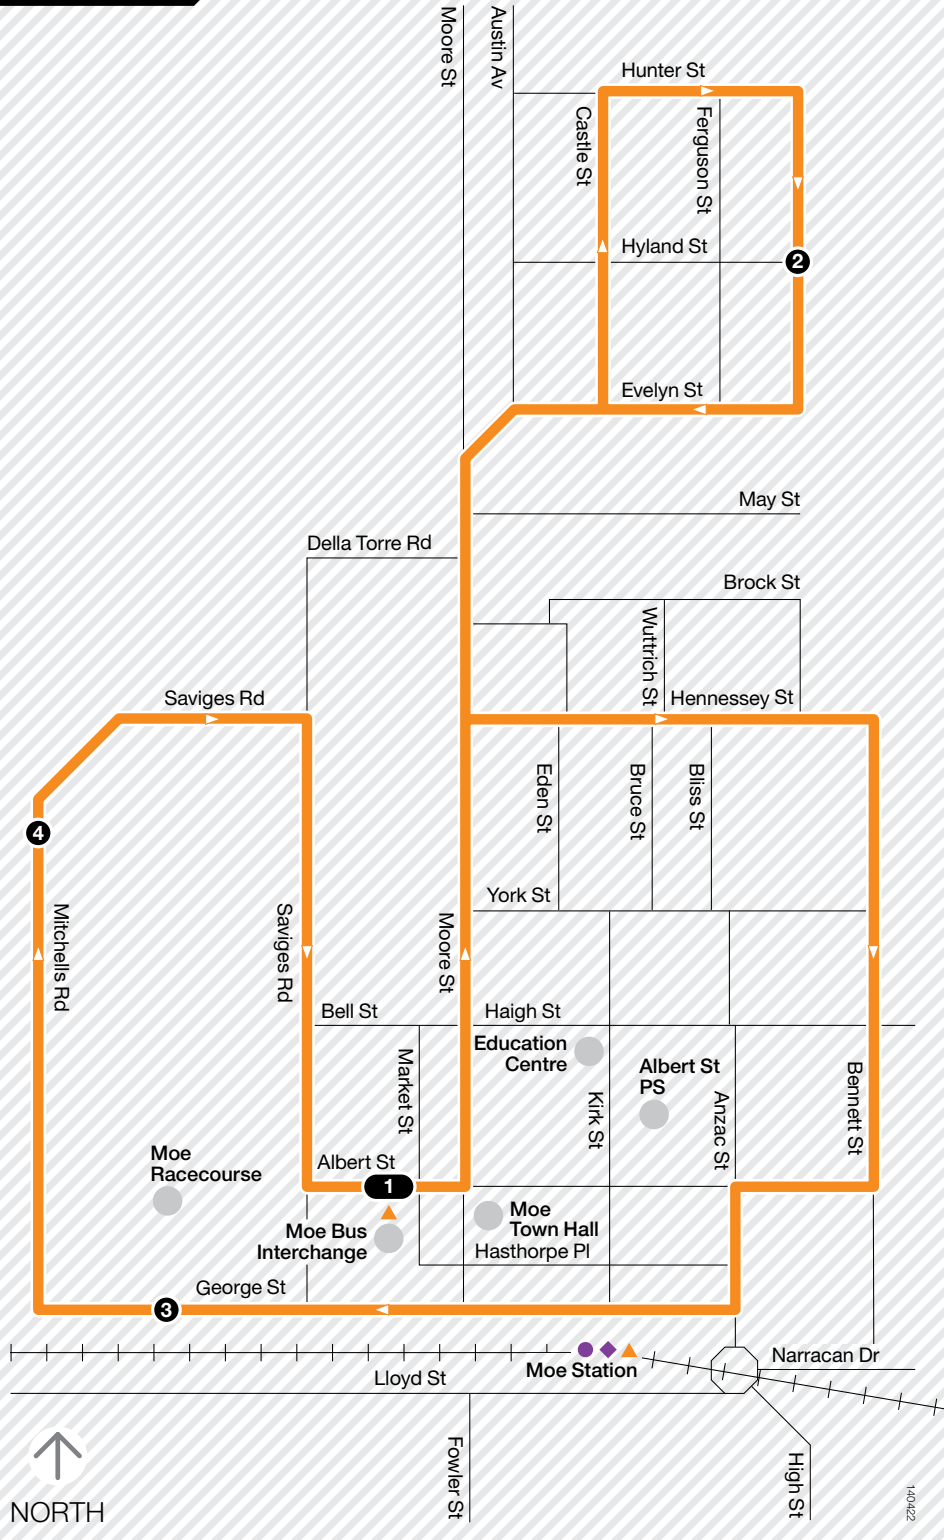 Moore St
Austin Av
Hunter St
Castle St
Ferguson St
Hyland St
2
Evelyn St
May St
Della Torre Rd
Brock St
Wuttrich St
Saviges Rd
Hennessey St
Eden St
Bruce St
Bliss St
4
York St
Mitchells Rd
Saviges Rd
Moore St
Bell St
Haigh St
Education
Centre
Market St
Kirk St
Albert St
PS
Anzac St
Bennett St
Moe
Racecourse
Albert St
1
Moe Bus
Interchange
Moe
Town Hall
Hasthorpe Pl
George St
3
Moe Station
Narracan Dr
Lloyd St
Fowler St
High St
NORTH
140422